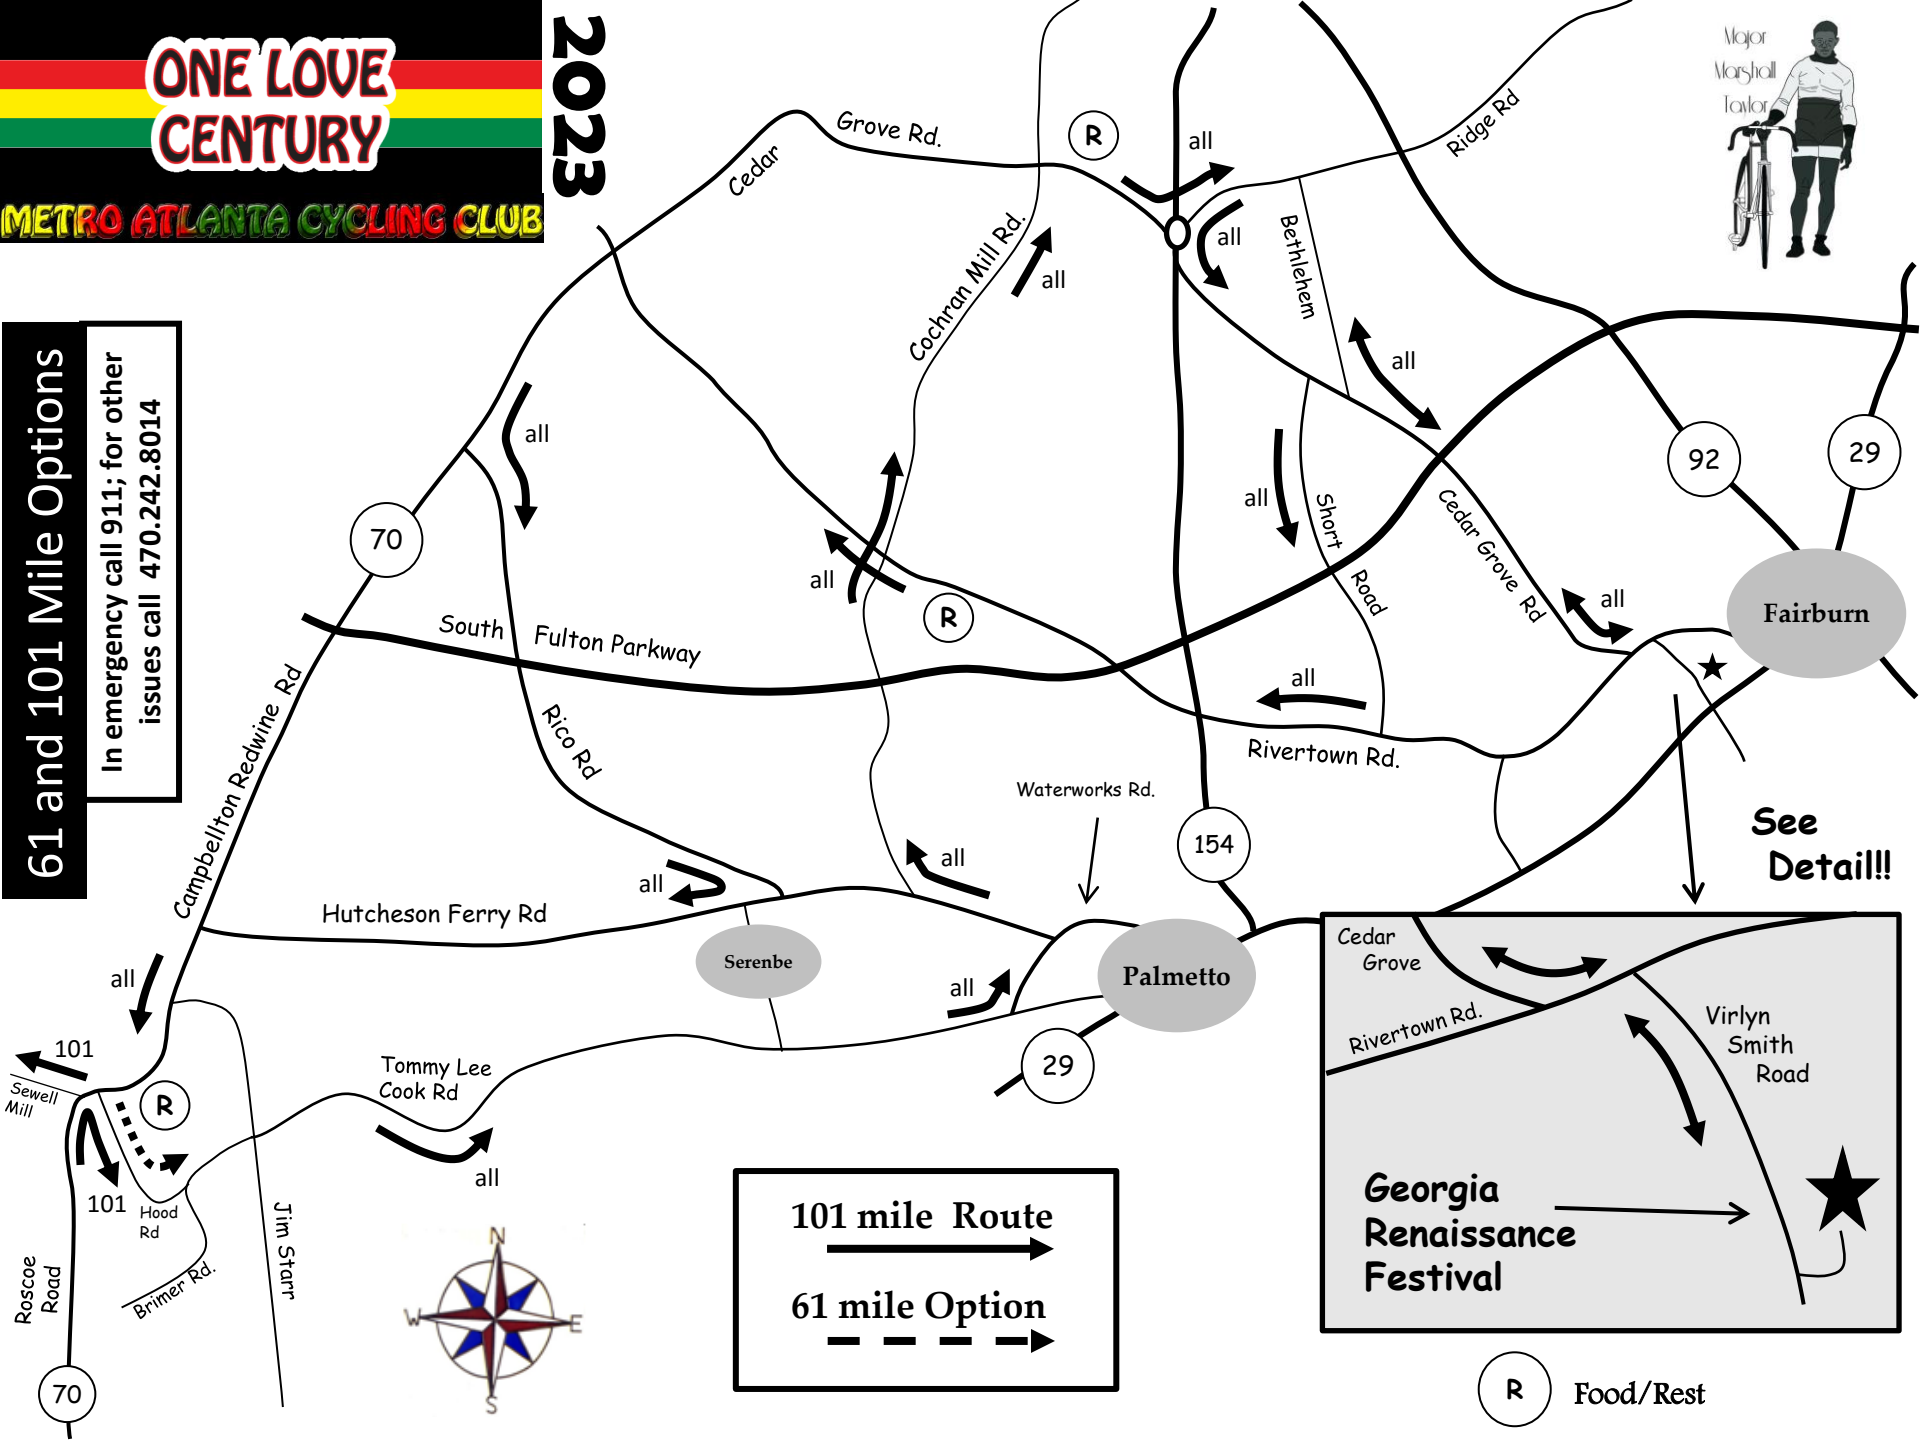 ONE LOVE
CENTURY
METRO ATLANTA CYCLING CLUB
2023
Major
Marshall
Taylor
61 and 101 Mile Options
In emergency call 911; for other
issues call  470.242.8014
Cedar
Grove Rd.
R
all
Ridge Rd
all
Bethlehem
Cochran Mill Rd.
all
all
all
70
all
Short
Road
Cedar Grove Rd
92
29
Fairburn
all
all
R
South
Fulton Parkway
all
Rivertown Rd.
Campbellton Redwine Rd
Rico Rd
Waterworks Rd.
154
See
Detail!!
all
all
Hutcheson Ferry Rd
Serenbe
Palmetto
all
all
29
101
Sewell
Mill
R
101
Hood
Rd
Tommy Lee
Cook Rd
all
Jim Starr
Brimer Rd.
Roscoe
Road
70
N
W
E
S
101 mile  Route
61 mile Option
Cedar
Grove
Rivertown Rd.
Virlyn
Smith
Road
Georgia
Renaissance
Festival
R
Food/Rest